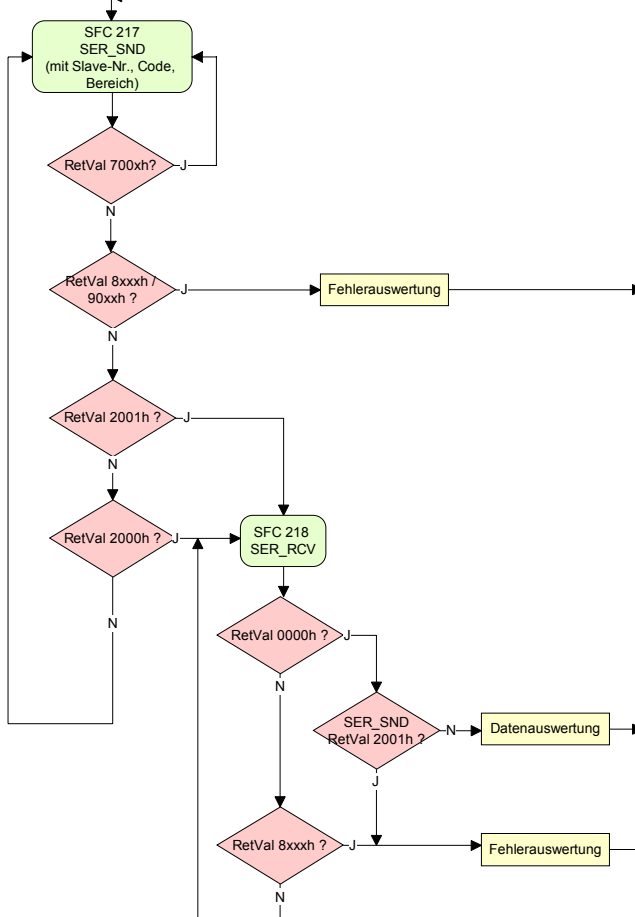 SFC 217
SER_SND
(mit Slave-Nr., Code,
Bereich)
RetVal 700xh?
J
N
RetVal 8xxxh /
90xxh ?
J
Fehlerauswertung
N
RetVal 2001h ?
J
N
RetVal 2000h ?
J
SFC 218
SER_RCV
N
RetVal 0000h ?
J
N
SER_SND
RetVal 2001h ?
N
Datenauswertung
J
RetVal 8xxxh ?
J
Fehlerauswertung
N